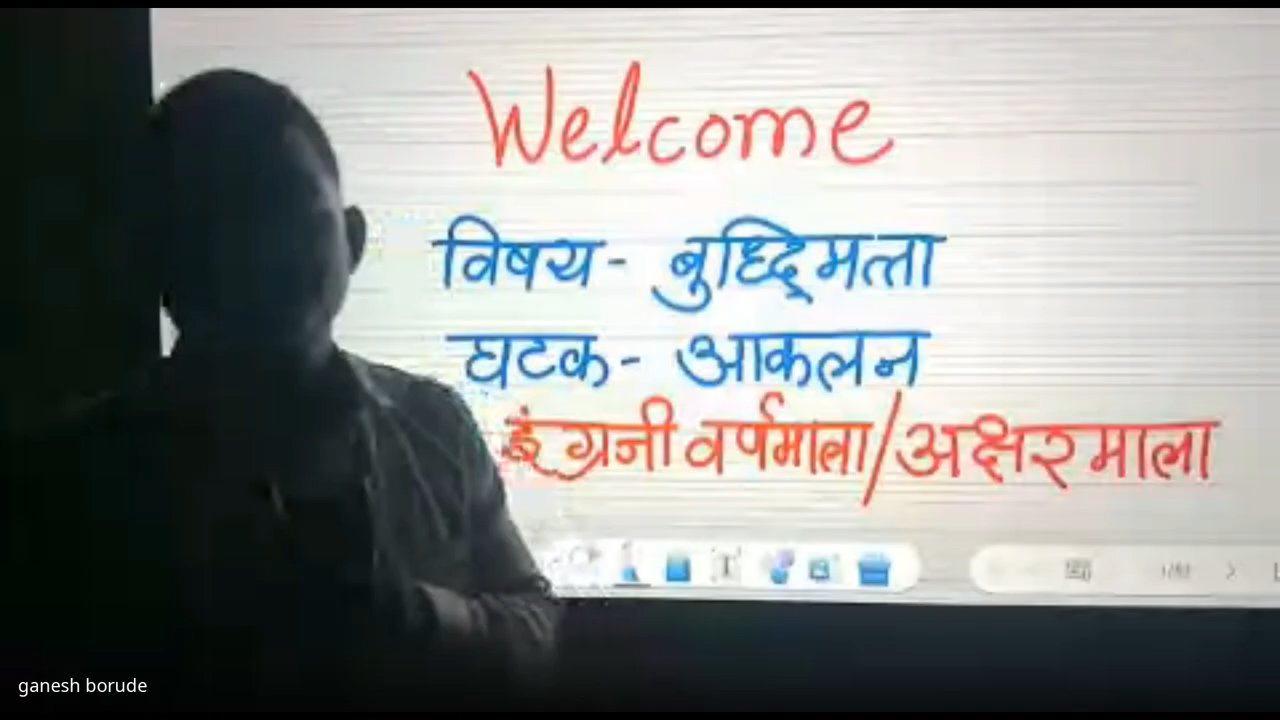 Welcome
विषय - बुध्दिमत्ता
घटक - आकलन
इंग्रजी वर्णमाला/अक्षरमाला
ganesh borude